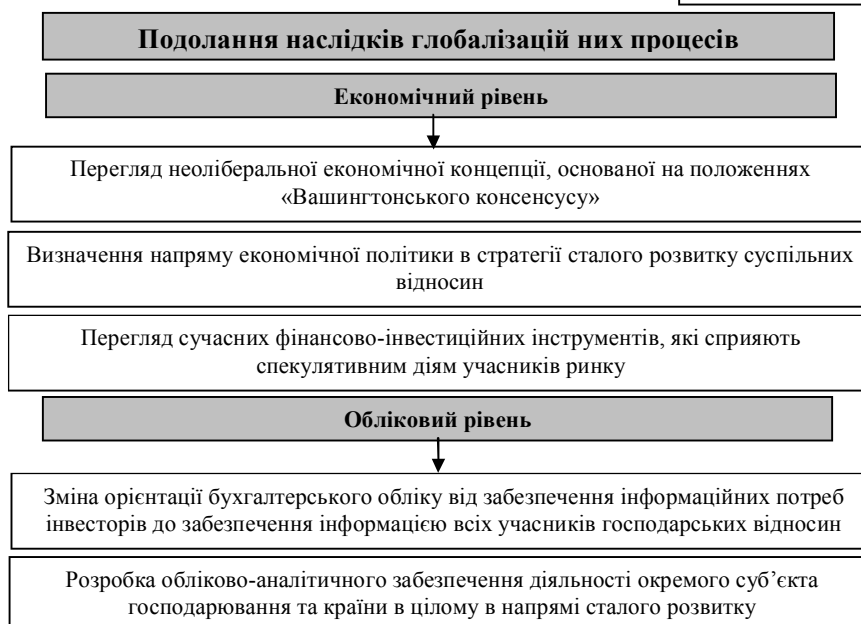 Подолання наслідків глобалізацій них процесів
Економічний рівень
Перегляд неоліберальної економічної концепції, основаної на положеннях
«Вашингтонського консенсусу»
Визначення напряму економічної політики в стратегії сталого розвитку суспільних
відносин
Перегляд сучасних фінансово-інвестиційних інструментів, які сприяють
спекулятивним діям учасників ринку
Обліковий рівень
Зміна орієнтації бухгалтерського обліку від забезпечення інформаційних потреб
інвесторів до забезпечення інформацією всіх учасників господарських відносин
Розробка обліково-аналітичного забезпечення діяльності окремого суб’єкта
господарювання та країни в цілому в напрямі сталого розвитку